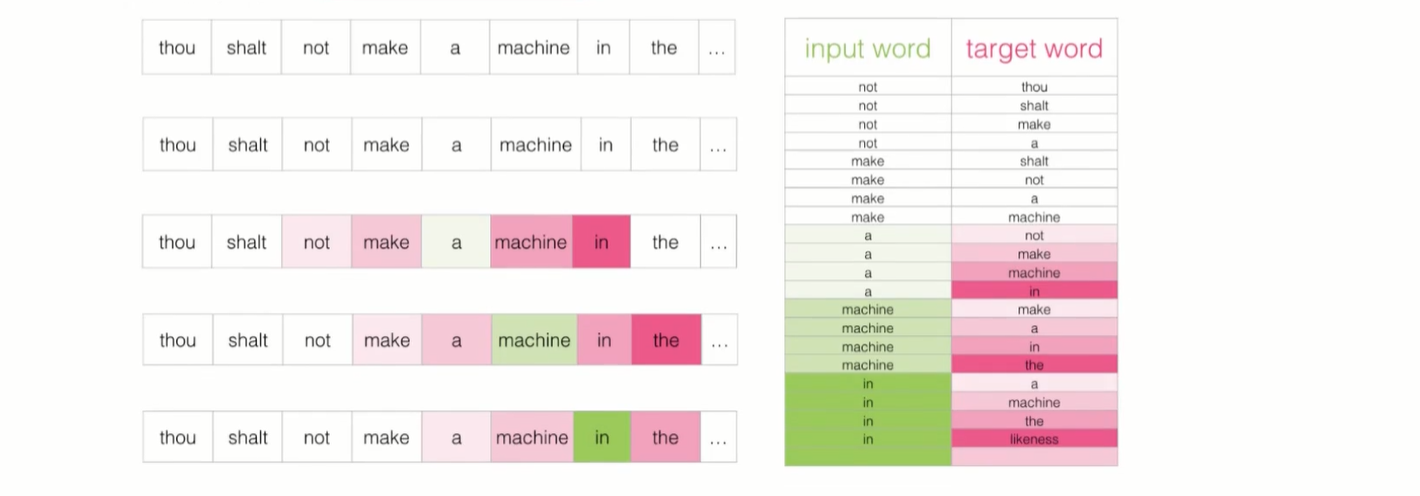 thou shalt not make a machine in the ...
thou shalt not make a machine in the ...
thou shalt not make a machine in the ...
thou shalt not make a machine in the ...
thou shalt not make a machine in the ...
input word target word
not thou
not shalt
not make
not a
make shalt
make not
make a
make machine
a not
a make
a machine
a in
machine make
machine a
machine in
machine the
in a
in machine
in the
in likeness